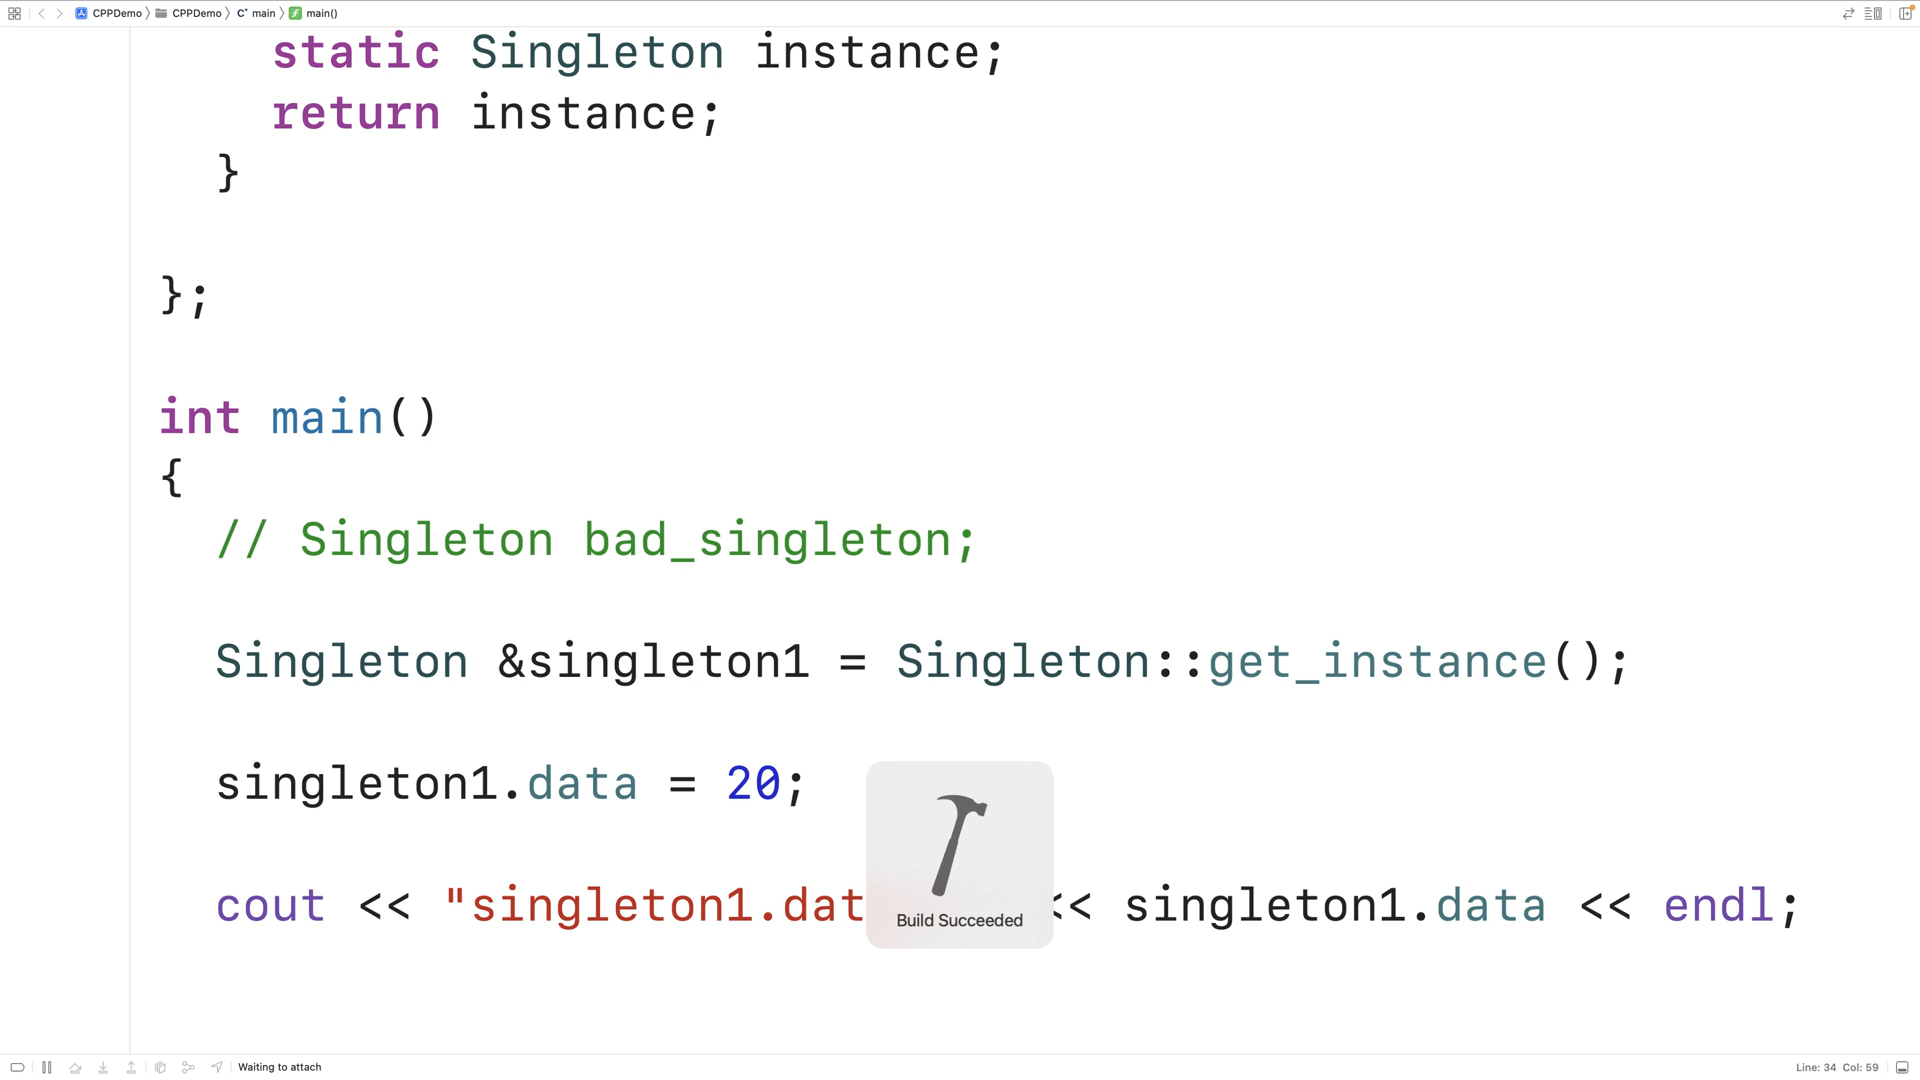 CPPDemo CPPDemo C+ main f main()
static Singleton instance;
return instance;
}
};
int main()
{
// Singleton bad_singleton;
Singleton &singleton1 = Singleton::get_instance();
singleton1.data = 20;
cout << "singleton1.dat << singleton1.data << endl;
Build Succeeded
Waiting to attach
Line: 34 Col: 59